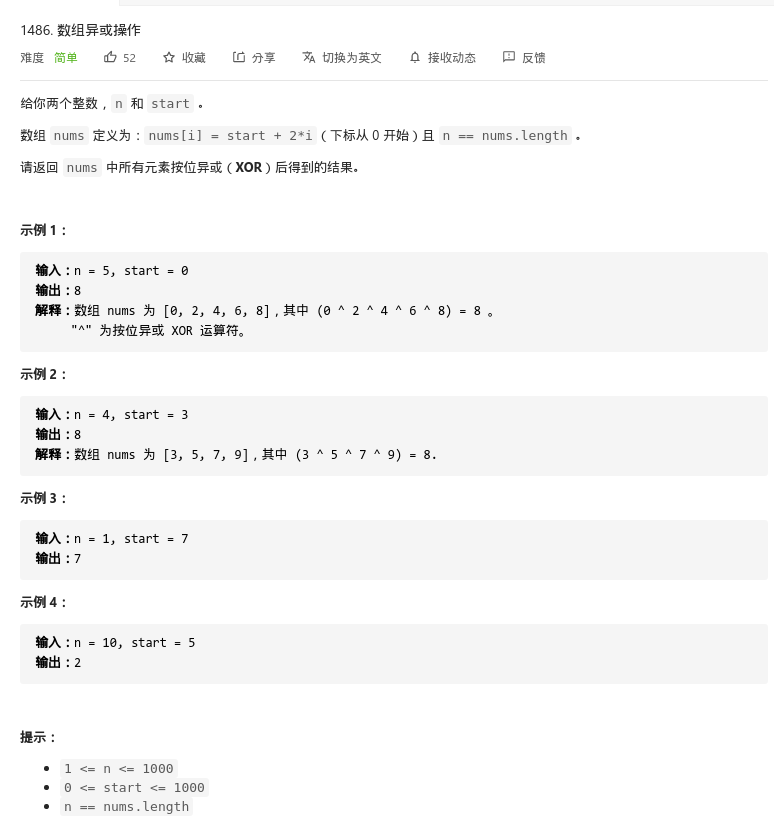 1486. 数组异或操作
难度 简单 52 收藏 分享 切换为英文 接收动态 反馈
给你两个整数，n 和 start 。
数组 nums 定义为：nums[i] = start + 2*i（下标从 0 开始）且 n == nums.length 。
请返回 nums 中所有元素按位异或（XOR）后得到的结果。
示例 1：
输入：n = 5, start = 0
输出：8
解释：数组 nums 为 [0, 2, 4, 6, 8]，其中 (0 ^ 2 ^ 4 ^ 6 ^ 8) = 8 。
"^" 为按位异或 XOR 运算符。
示例 2：
输入：n = 4, start = 3
输出：8
解释：数组 nums 为 [3, 5, 7, 9]，其中 (3 ^ 5 ^ 7 ^ 9) = 8.
示例 3：
输入：n = 1, start = 7
输出：7
示例 4：
输入：n = 10, start = 5
输出：2
提示：
1 <= n <= 1000
0 <= start <= 1000
n == nums.length